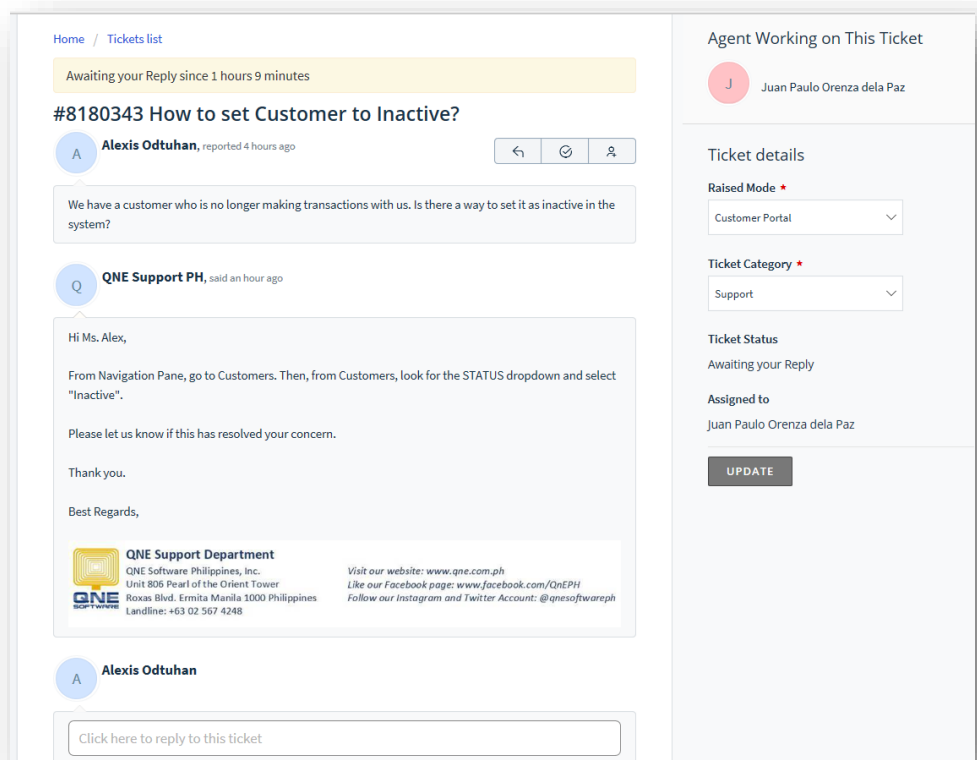 Home / Tickets list
Awaiting your Reply since 1 hours 9 minutes
#8180343 How to set Customer to Inactive?
A
Alexis Odtuhan, reported 4 hours ago
We have a customer who is no longer making transactions with us. Is there a way to set it as inactive in the
system?
Q
QNE Support PH, said an hour ago
Hi Ms. Alex,
From Navigation Pane, go to Customers. Then, from Customers, look for the STATUS dropdown and select
"Inactive".
Please let us know if this has resolved your concern.
Thank you.
Best Regards,
QNE
SOFTWARE
QNE Support Department
QNE Software Philippines, Inc.
Unit 806 Pearl of the Orient Tower
Roxas Blvd. Ermita Manila 1000 Philippines
Landline: +63 02 567 4248
Visit our website: www.qne.com.ph
Like our Facebook page: www.facebook.com/QnEPH
Follow our Instagram and Twitter Account: @qnesoftwareph
A
Alexis Odtuhan
Click here to reply to this ticket
Agent Working on This Ticket
J
Juan Paulo Orenza dela Paz
Ticket details
Raised Mode *
Customer Portal
Ticket Category *
Support
Ticket Status
Awaiting your Reply
Assigned to
Juan Paulo Orenza dela Paz
UPDATE